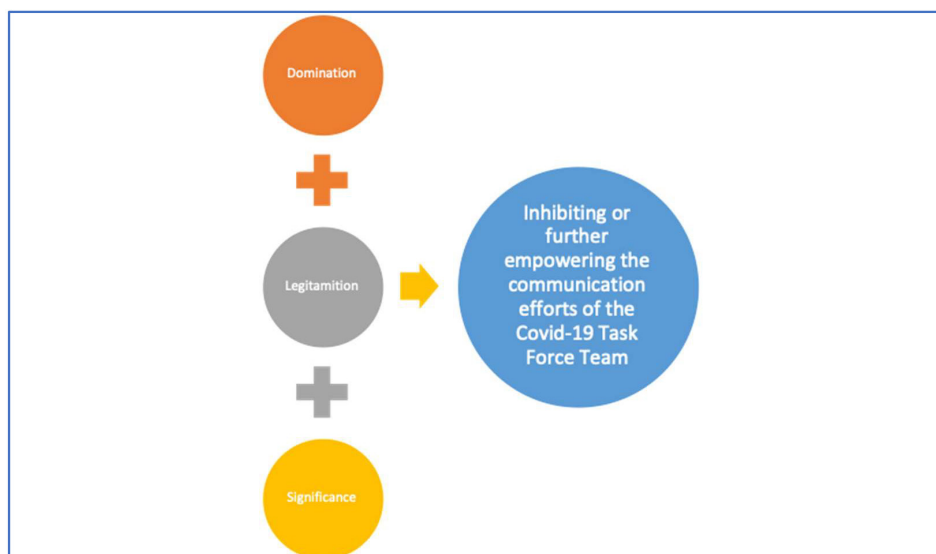 Domination
Legitamition
Significance
Inhibiting or
further
empowering the
communication
efforts of the
Covid-19 Task
Force Team